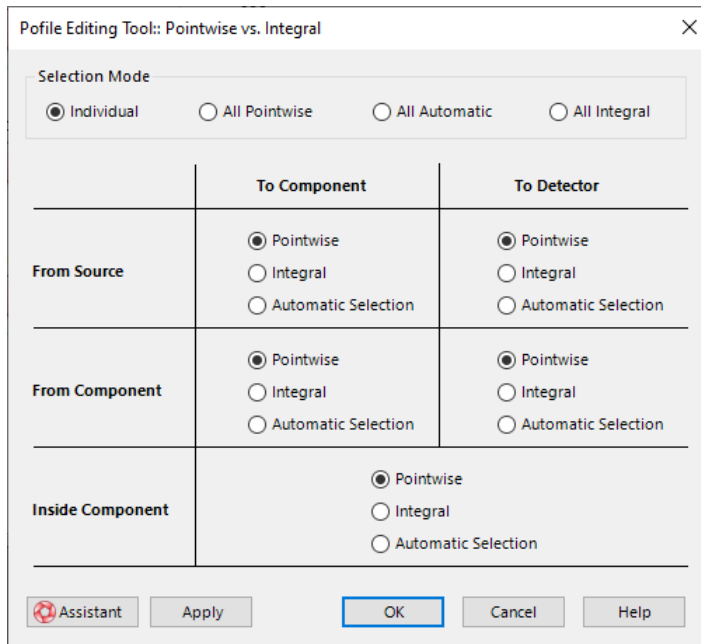 Pofile Editing Tool:: Pointwise vs. Integral
Selection Mode
Individual All Pointwise All Automatic All Integral
To Component To Detector
From Source
Pointwise Pointwise
Integral Integral
Automatic Selection Automatic Selection
From Component
Pointwise Pointwise
Integral Integral
Automatic Selection Automatic Selection
Inside Component
Pointwise
Integral
Automatic Selection
Assistant Apply OK Cancel Help